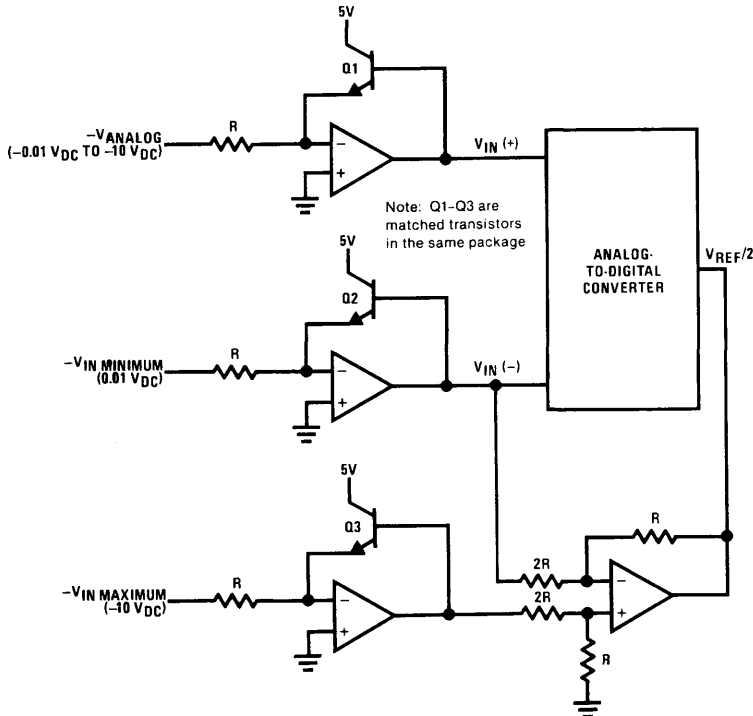 5V
Q1
-VANALOG
(-0.01 VDC TO -10 VDC)
R
-
+
VIN (+)
Note: Q1-Q3 are
matched transistors
in the same package
ANALOG-
TO-DIGITAL
CONVERTER
VREF/2
5V
Q2
-VIN MINIMUM
(0.01 VDC)
R
-
+
VIN (-)
5V
Q3
-VIN MAXIMUM
(-10 VDC)
R
-
+
2R
2R
R
-
+
R